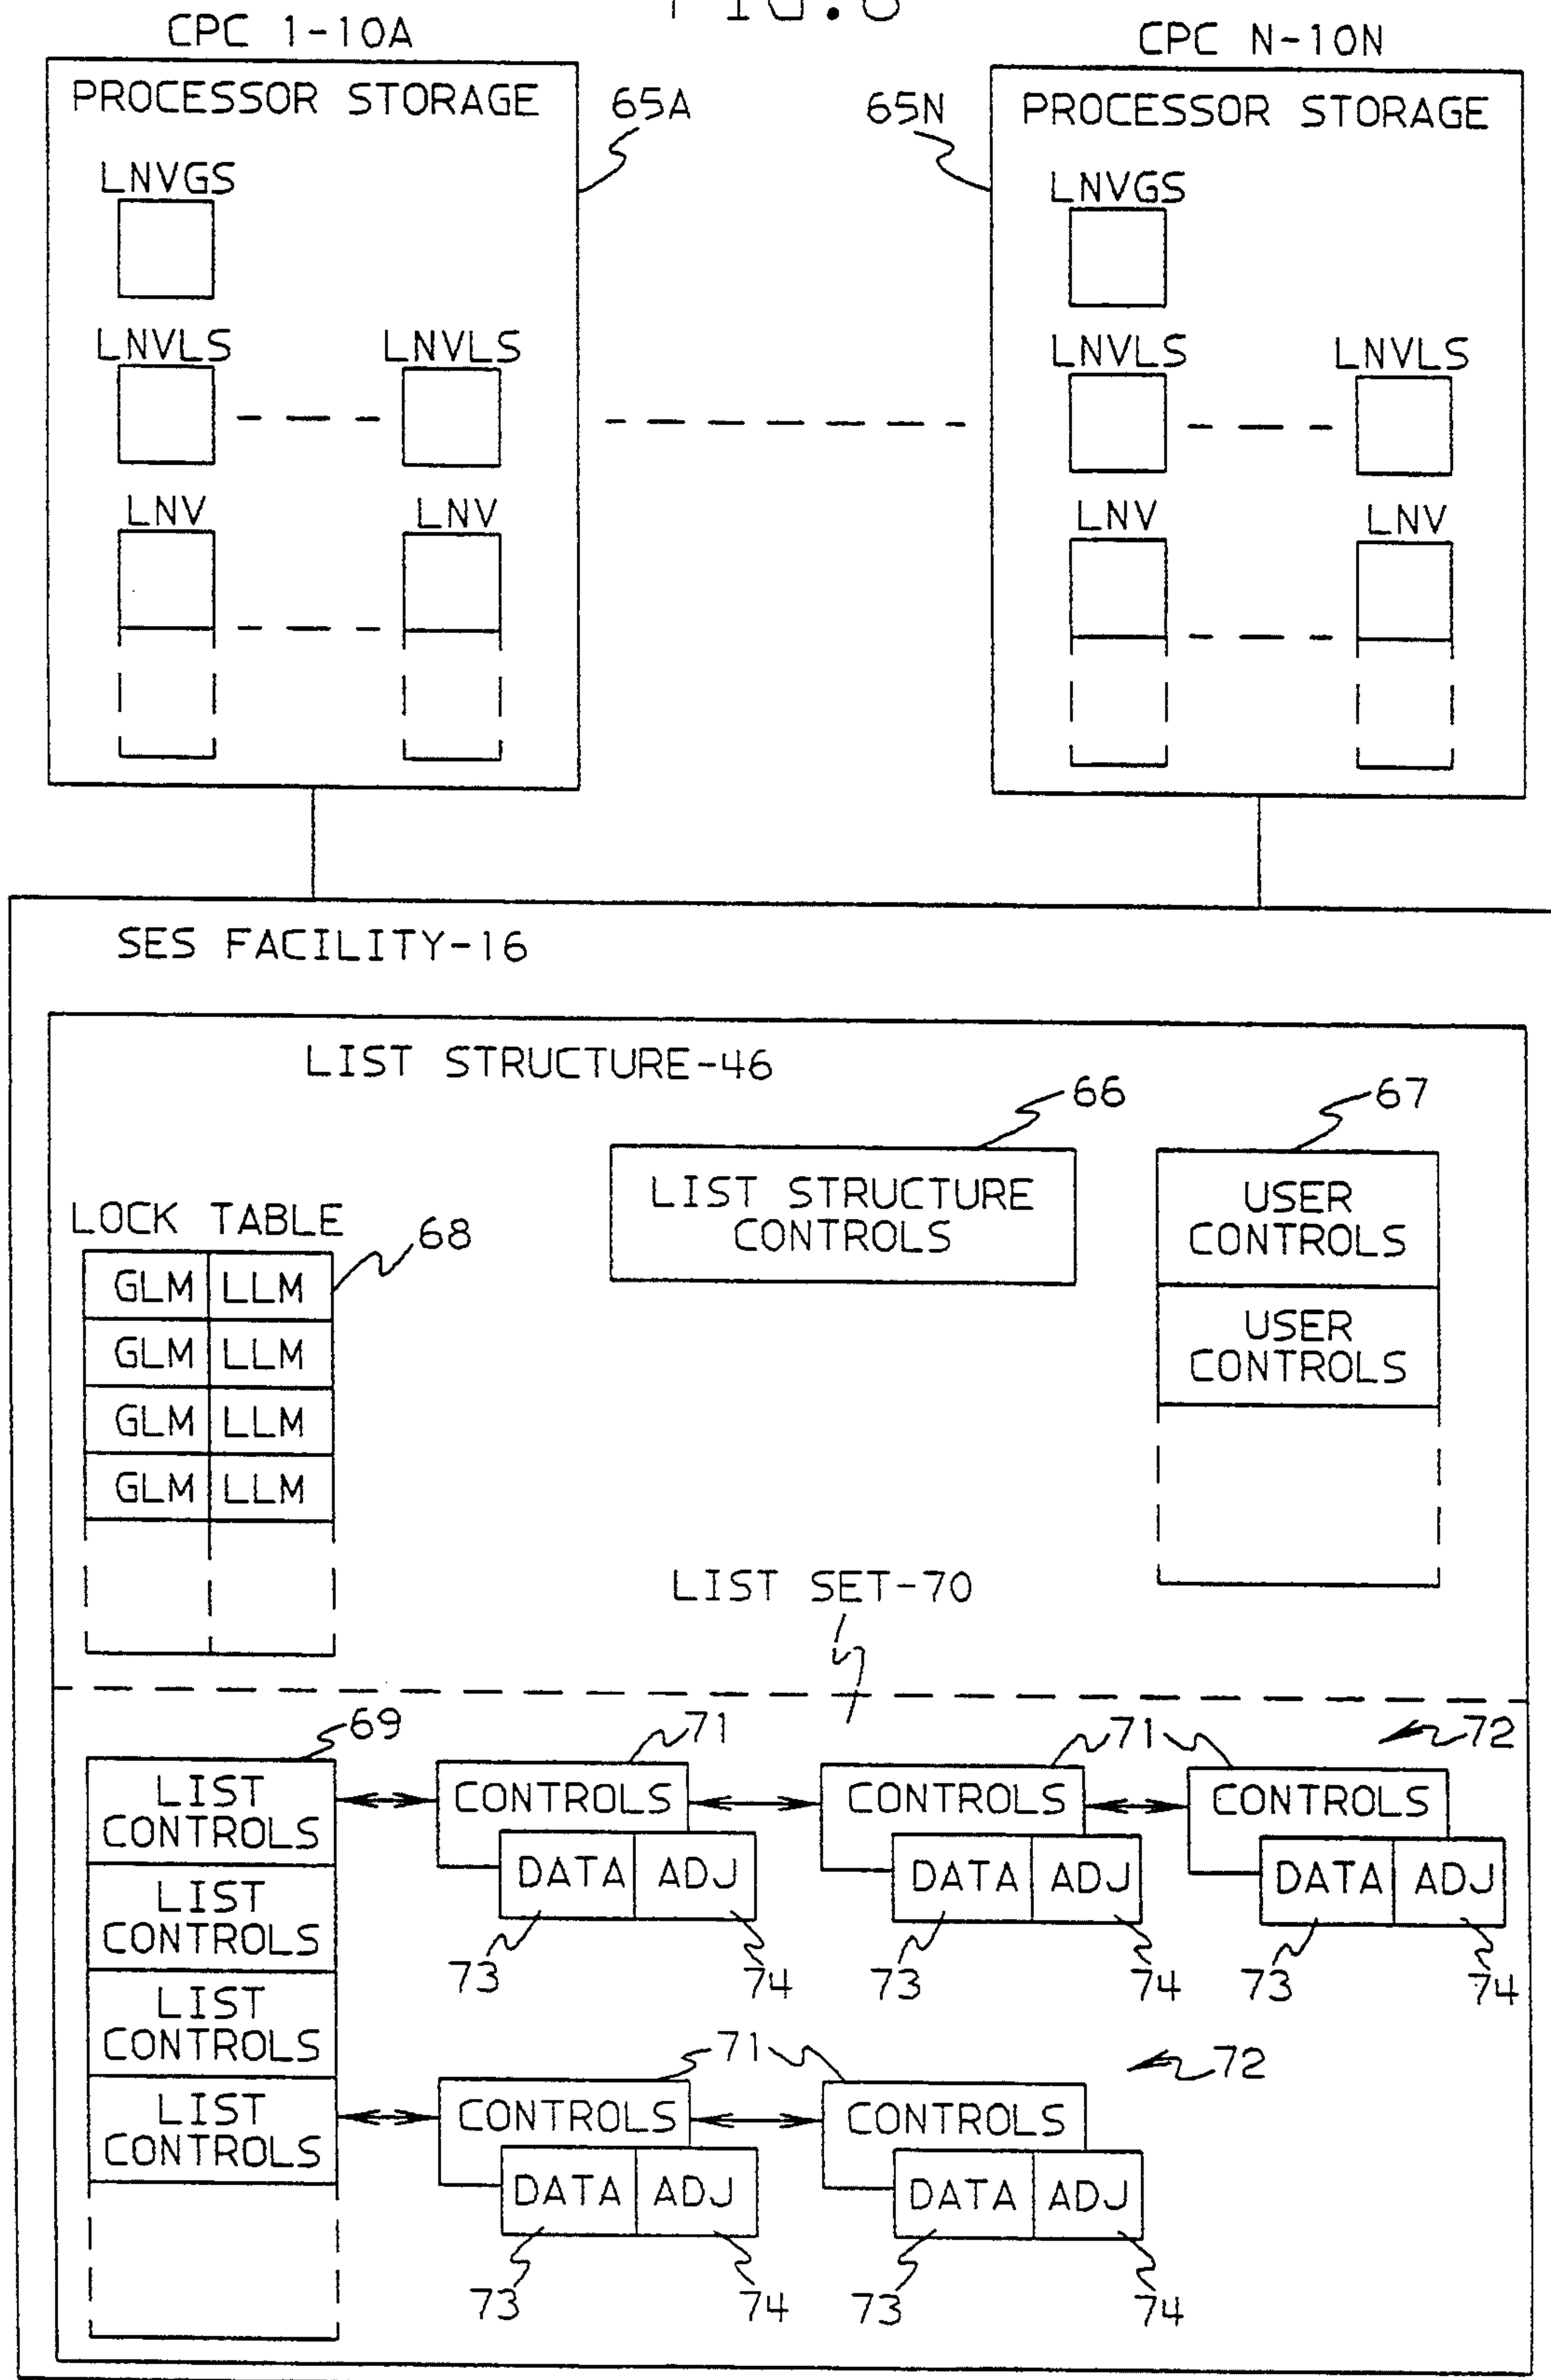 FIG.
CPC 1-10A
CPC N-10N
PROCESSOR STORAGE
65A
65N
PROCESSOR STORAGE
LNVGS
LNVGS
LNVLS
LNVLS
LNVLS
LNVLS
LNV
LNV
LNV
LNV
SES FACILITY-16
LIST STRUCTURE-46
66
67
LIST STRUCTURE
CONTROLS
USER
CONTROLS
USER
CONTROLS
LOCK TABLE
68
GLM LLM
GLM LLM
GLM LLM
GLM LLM
LIST SET-70
69
71
71
72
LIST
CONTROLS
LIST
CONTROLS
LIST
CONTROLS
LIST
CONTROLS
CONTROLS
CONTROLS
CONTROLS
DATA ADJ
DATA ADJ
DATA ADJ
73
74
73
74
73
74
71
72
CONTROLS
CONTROLS
DATA ADJ
DATA ADJ
73
74
73
74